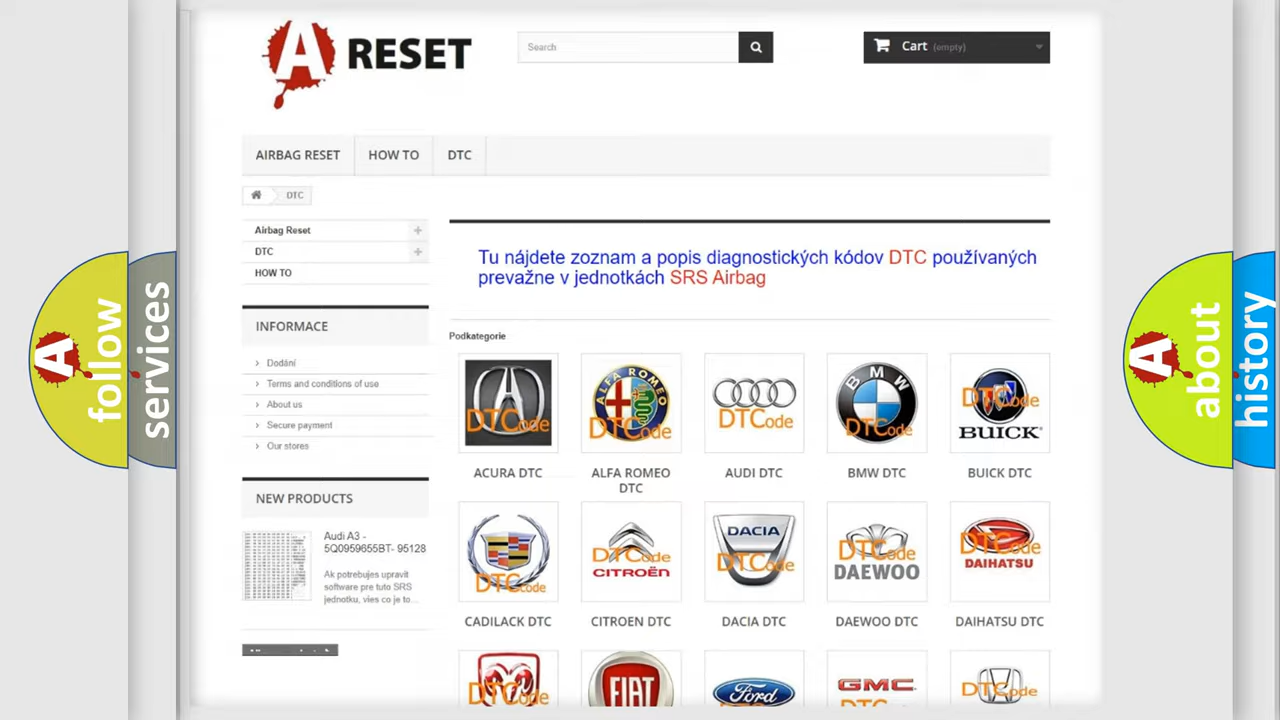 A RESET
Search
Cart (empty)
AIRBAG RESET
HOW TO
DTC
DTC
Airbag Reset
DTC
HOW TO
Tu nájdete zoznam a popis diagnostických kódov DTC používaných
prevažne v jednotkách SRS Airbag
INFORMACE
Dodání
Terms and conditions of use
About us
Secure payment
Our stores
Podkategorie
DTCode
ALFA ROMEO
DTCode
DTCode
BMW
DTCode
DTCode
BUICK
ACURA DTC
ALFA ROMEO
DTC
AUDI DTC
BMW DTC
BUICK DTC
NEW PRODUCTS
Audi A3 -
5Q0959655BT- 95128
Ak potrebujes upravit
software pre tuto SRS
jednotku, vies co je to...
DTCode
DTCode
CITROËN
DACIA
DTCode
DTCode
DAEWOO
DTCode
DAIHATSU
CADILACK DTC
CITROEN DTC
DACIA DTC
DAEWOO DTC
DAIHATSU DTC
DTCode
FIAT
Ford
GMC
DTCode
A follow
services
A about
history